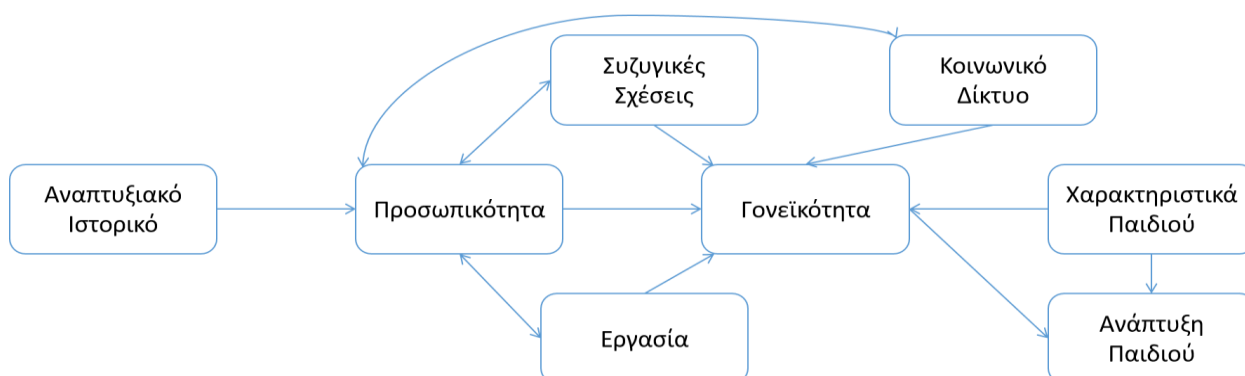 Συζυγικές
Σχέσεις
Κοινωνικό
Δίκτυο
Αναπτυξιακό
Ιστορικό
Προσωπικότητα
Γονεϊκότητα
Χαρακτηριστικά
Παιδιού
Εργασία
Ανάπτυξη
Παιδιού